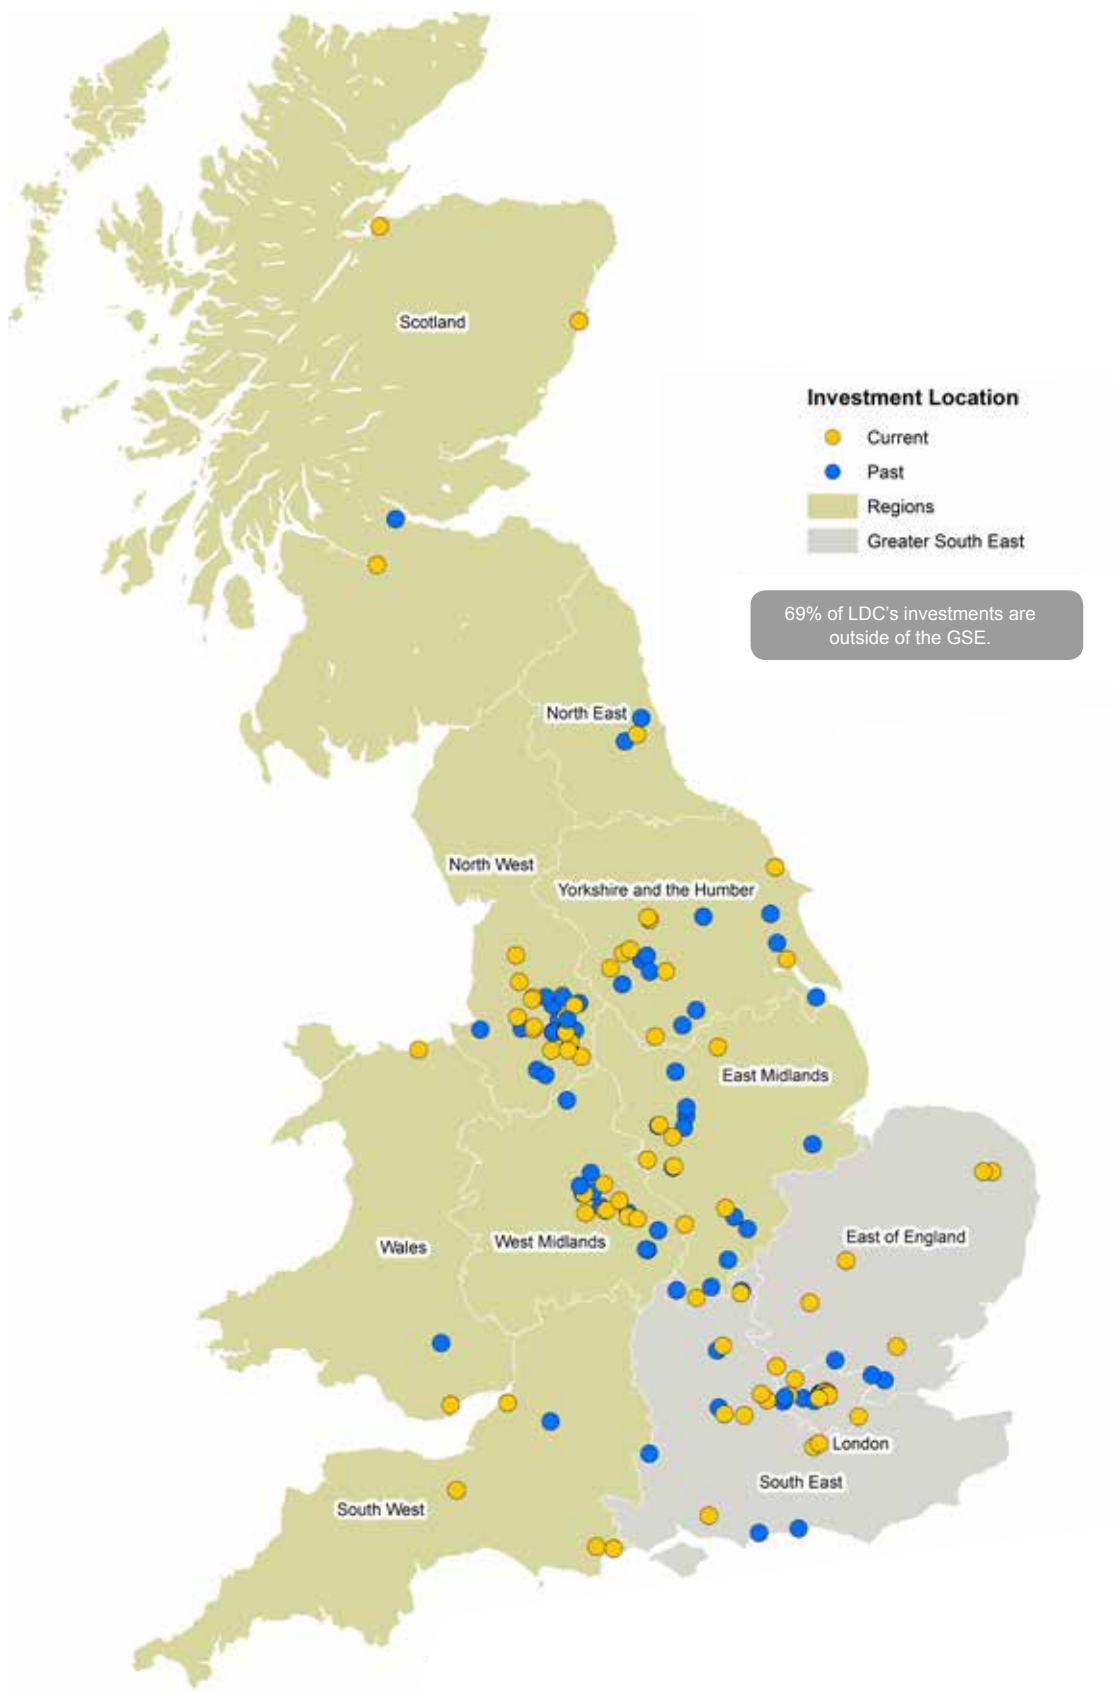 Scotland
Investment Location
Current
Past
Regions
Greater South East
69% of LDC's investments are
outside of the GSE.
North East
North West
Yorkshire and the Humber
East Midlands
East of England
West Midlands
Wales
London
South East
South West